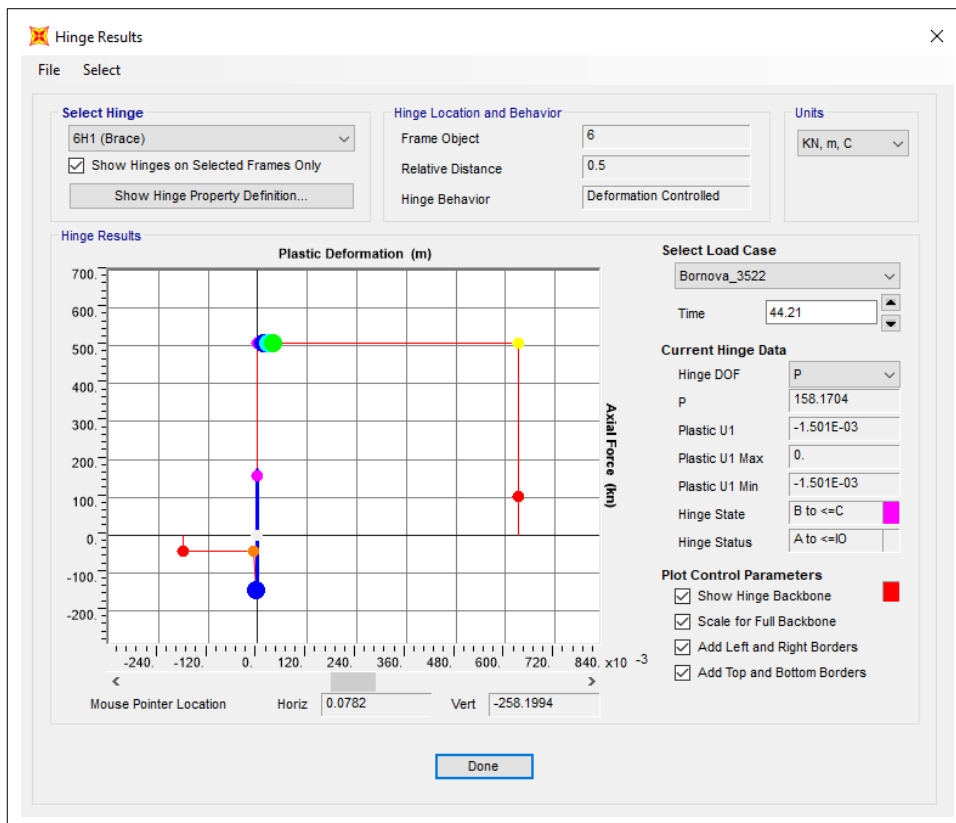 Hinge Results
File Select
Select Hinge
6H1 (Brace)
Show Hinges on Selected Frames Only
Show Hinge Property Definition...
Hinge Location and Behavior
Frame Object 6
Relative Distance 0.5
Hinge Behavior Deformation Controlled
Units
KN, m, C
Hinge Results
Plastic Deformation (m)
700.
600.
500.
400.
300.
200.
100.
0.
-100.
-200.
Axial Force (kn)
-240. -120. 0. 120. 240. 360. 480. 600. 720. 840. x10 -3
< >
Mouse Pointer Location Horiz 0.0782 Vert -258.1994
Select Load Case
Bornova_3522
Time 44.21
Current Hinge Data
Hinge DOF P
P 158.1704
Plastic U1 -1.501E-03
Plastic U1 Max 0.
Plastic U1 Min -1.501E-03
Hinge State B to <=C
Hinge Status A to <=IO
Plot Control Parameters
Show Hinge Backbone
Scale for Full Backbone
Add Left and Right Borders
Add Top and Bottom Borders
Done